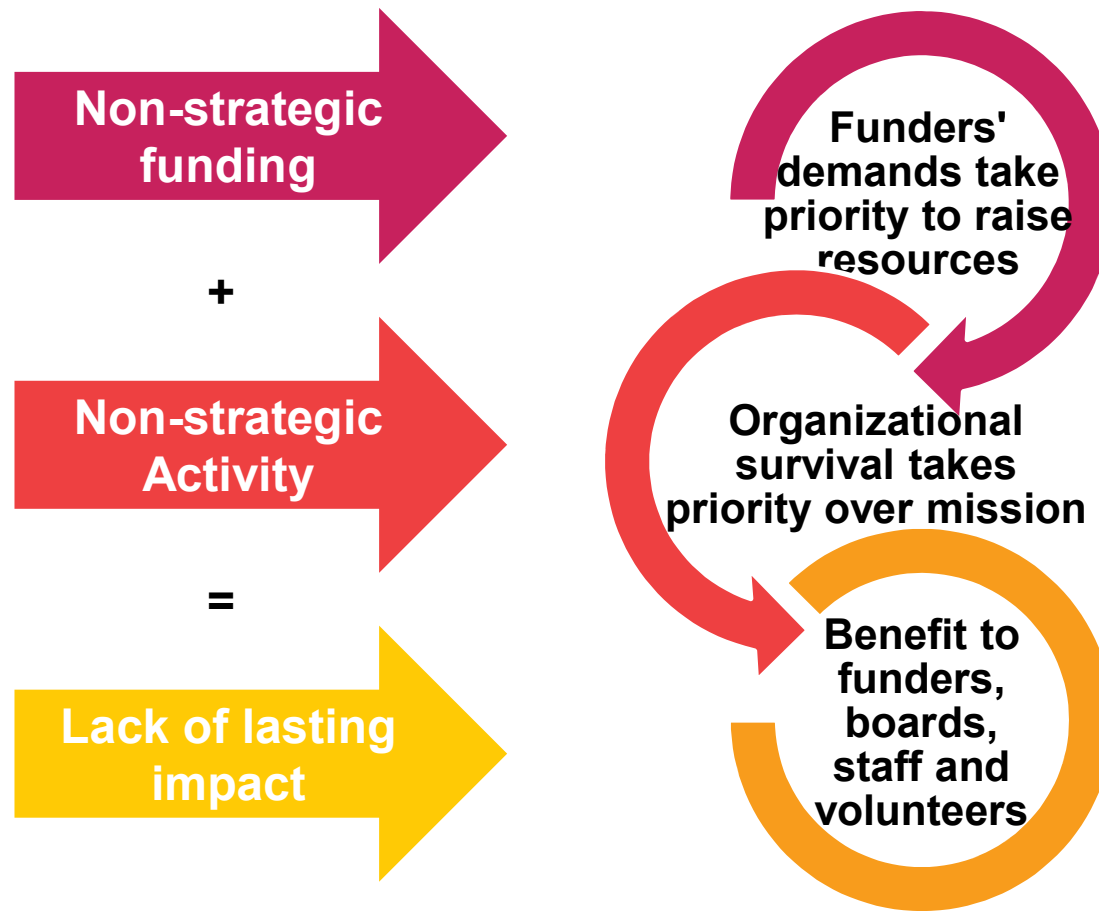 Non-strategic
funding
+
Non-strategic
Activity
=
Lack of lasting
impact
Funders'
demands take
priority to raise
resources
Organizational
survival takes
priority over mission
Benefit to
funders,
boards,
staff and
volunteers